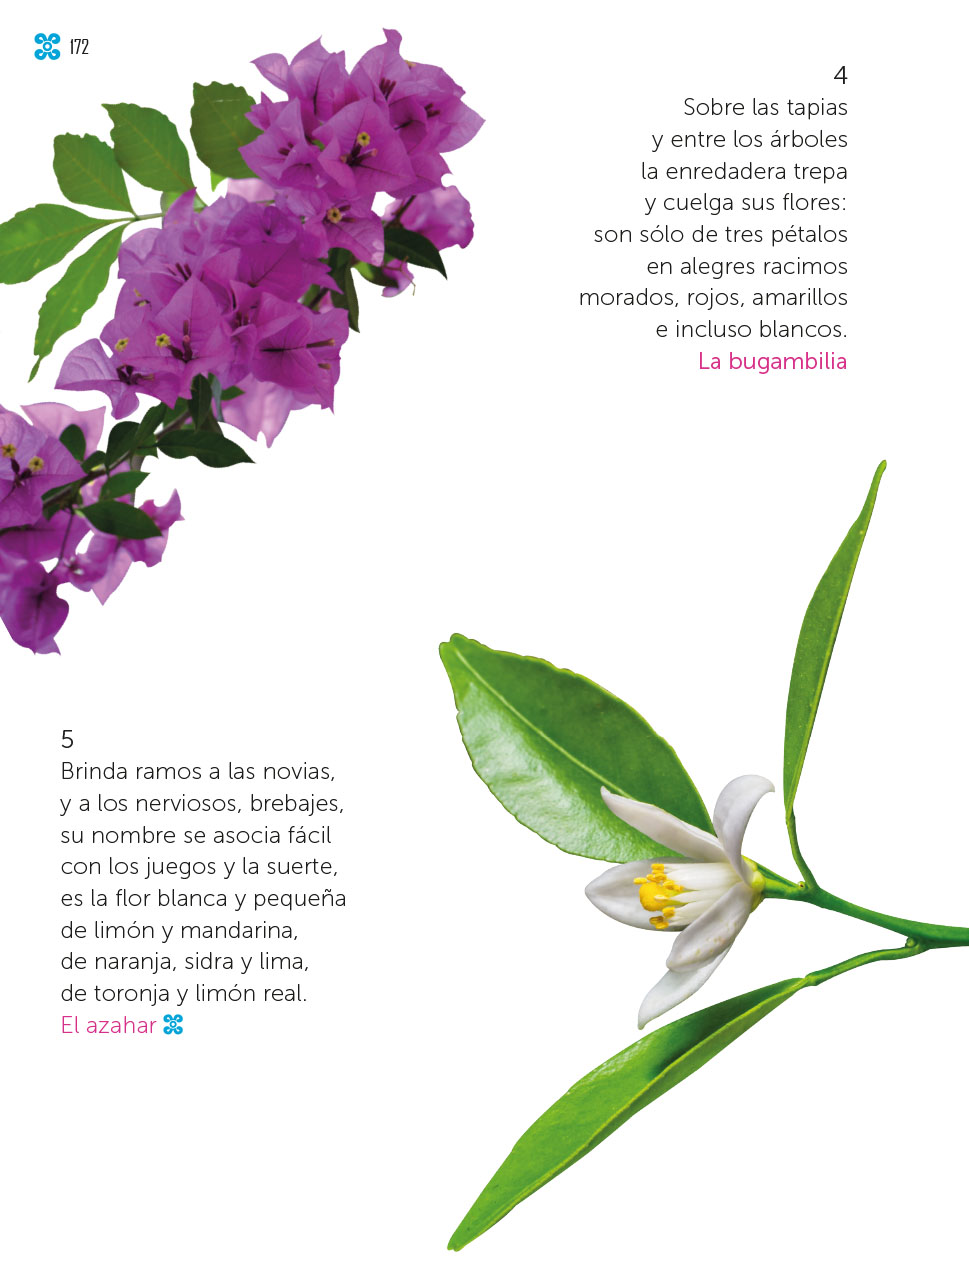 172
4
Sobre las tapias
y entre los árboles
la enredadera trepa
y cuelga sus flores:
son sólo de tres pétalos
en alegres racimos
morados, rojos, amarillos
e incluso blancos.
La bugambilia
5
Brinda ramos a las novias,
y a los nerviosos, brebajes,
su nombre se asocia fácil
con los juegos y la suerte,
es la flor blanca y pequeña
de limón y mandarina,
de naranja, sidra y lima,
de toronja y limón real.
El azahar